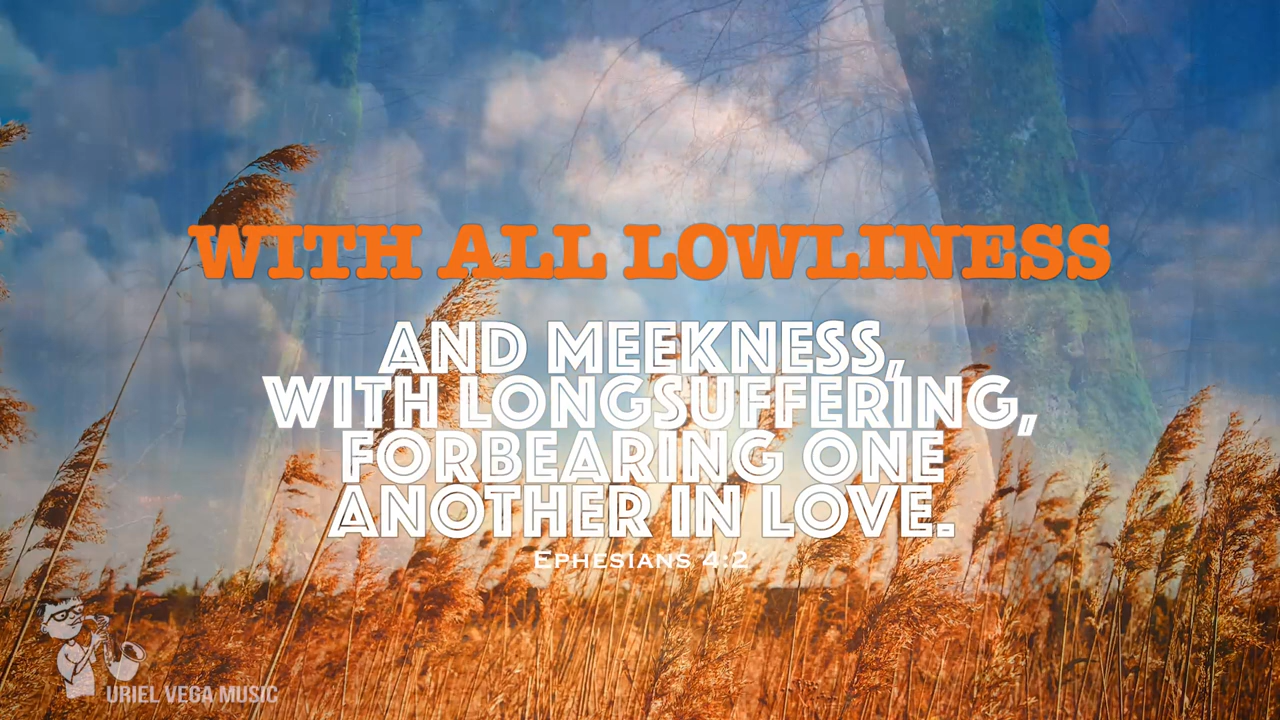 WITH ALL LOWLINESS
AND MEEKNESS,
WITH LONGSUFFERING,
FORBEARING ONE
ANOTHER IN LOVE.
EPHESIANS 4:2
URIEL VEGA MUSIC